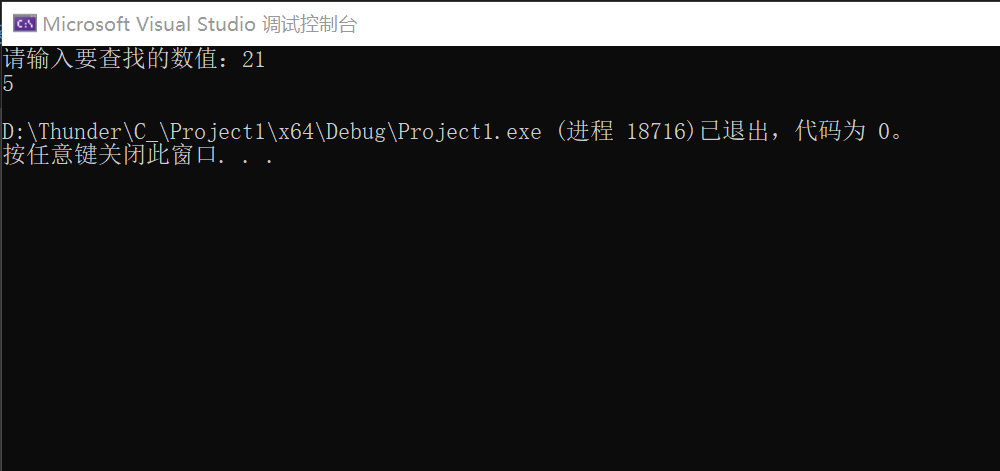 Microsoft Visual Studio 调试控制台
请输入要查找的数值：21
5
D:\Thunder\C_\Project1\x64\Debug\Project1.exe (进程 18716)已退出，代码为 0。
按任意键关闭此窗口. . .